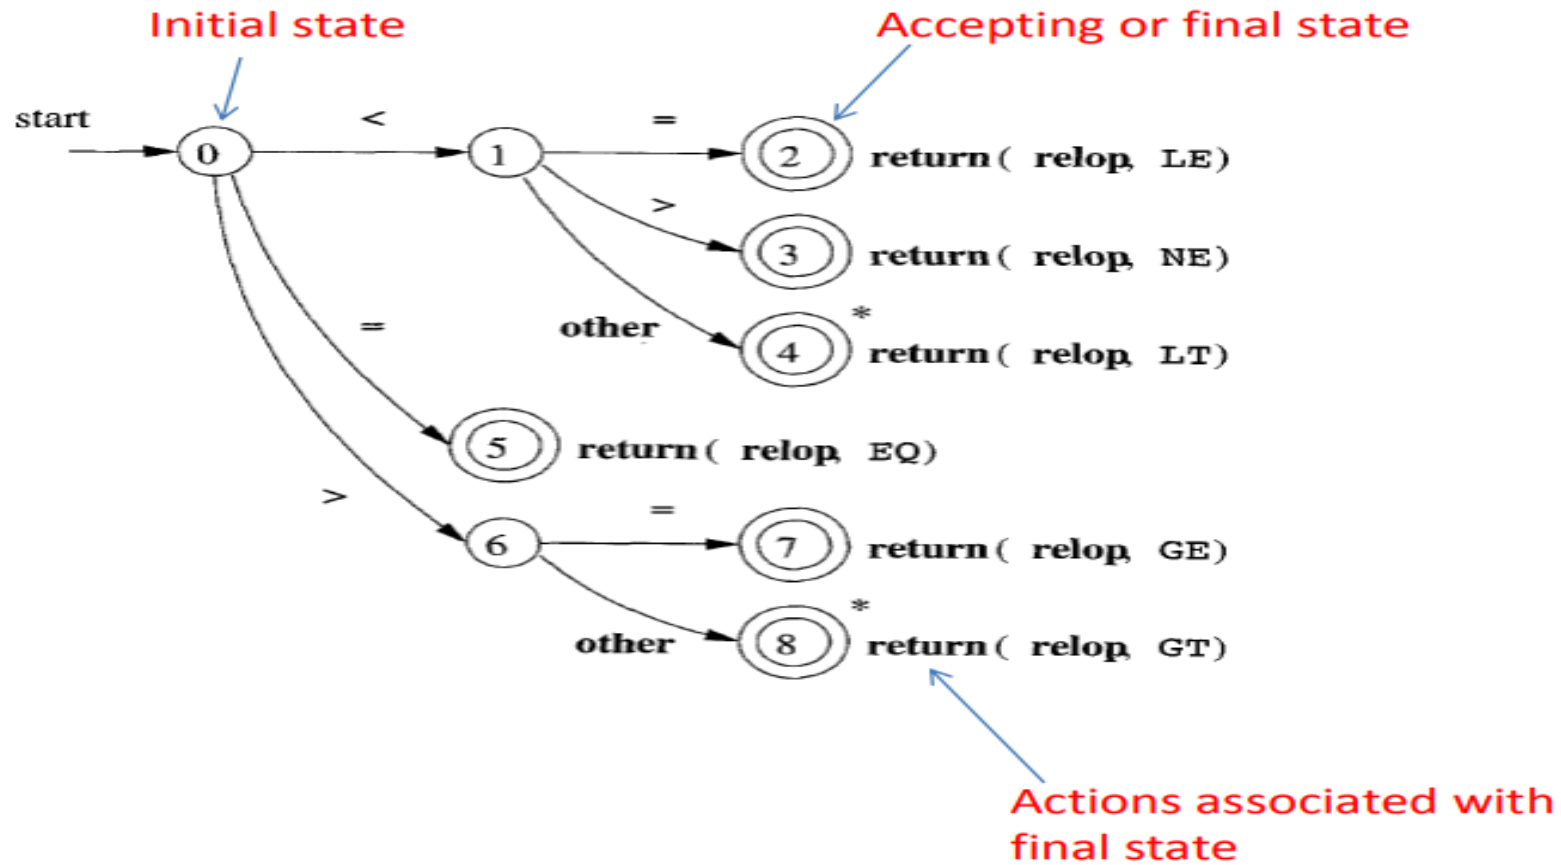 Initial state
Accepting or final state
start
<
=
0
1
2
return( relop, LE)
>
3
return( relop, NE)
=
other
*
4
return( relop, LT)
5
return( relop, EQ)
>
=
6
7
return( relop, GE)
other
*
8
return( relop, GT)
Actions associated with
final state